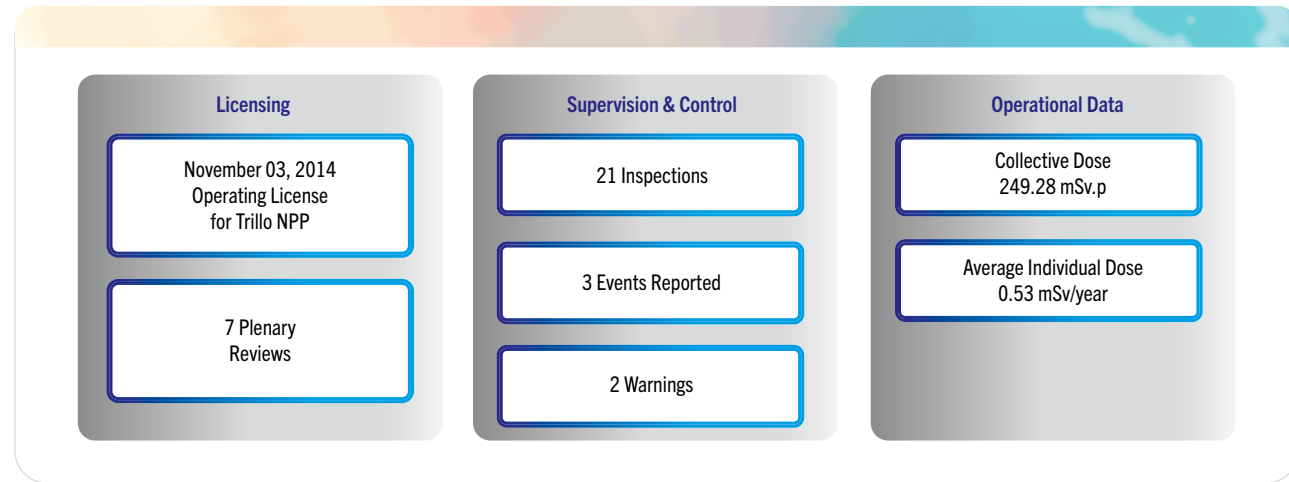 Licensing
November 03, 2014
Operating License
for Trillo NPP
7 Plenary
Reviews
Supervision & Control
21 Inspections
3 Events Reported
2 Warnings
Operational Data
Collective Dose
249.28 mSv.p
Average Individual Dose
0.53 mSv/year